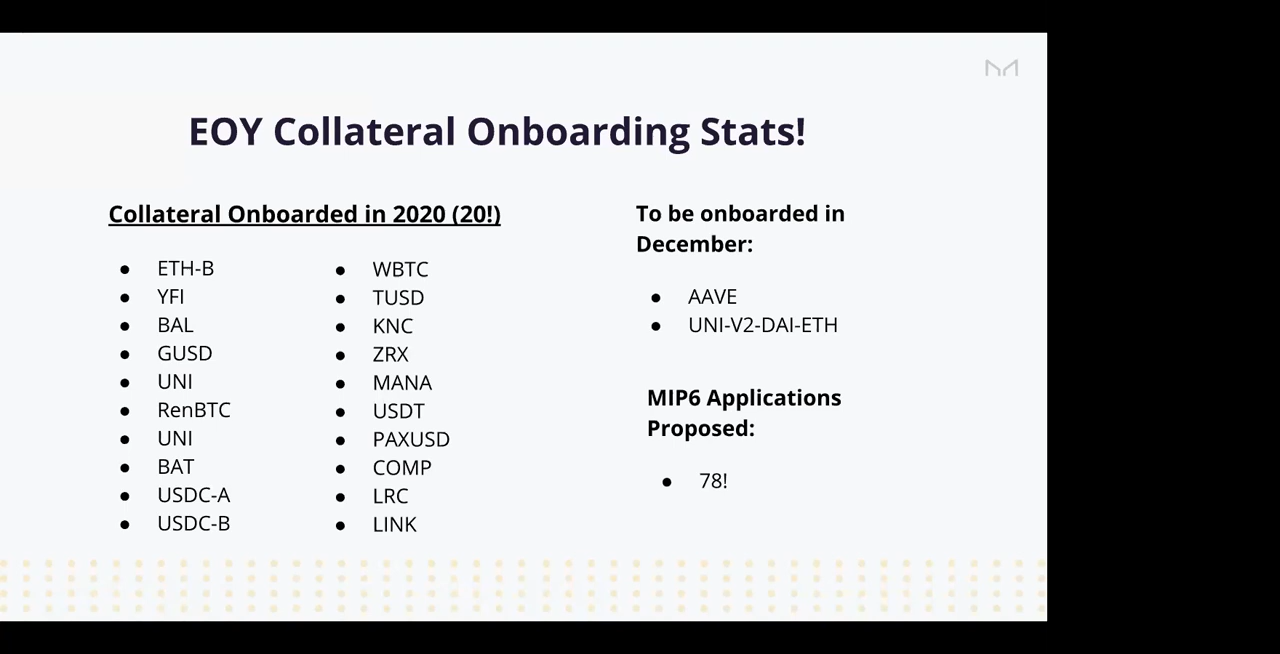 EOY Collateral Onboarding Stats!
Collateral Onboarded in 2020 (20!)
● ETH-B
● YFI
● BAL
● GUSD
● UNI
● RenBTC
● UNI
● BAT
● USDC-A
● USDC-B
● WBTC
● TUSD
● KNC
● ZRX
● MANA
● USDT
● PAXUSD
● COMP
● LRC
● LINK
To be onboarded in
December:
● AAVE
● UNI-V2-DAI-ETH
MIP6 Applications
Proposed:
● 78!